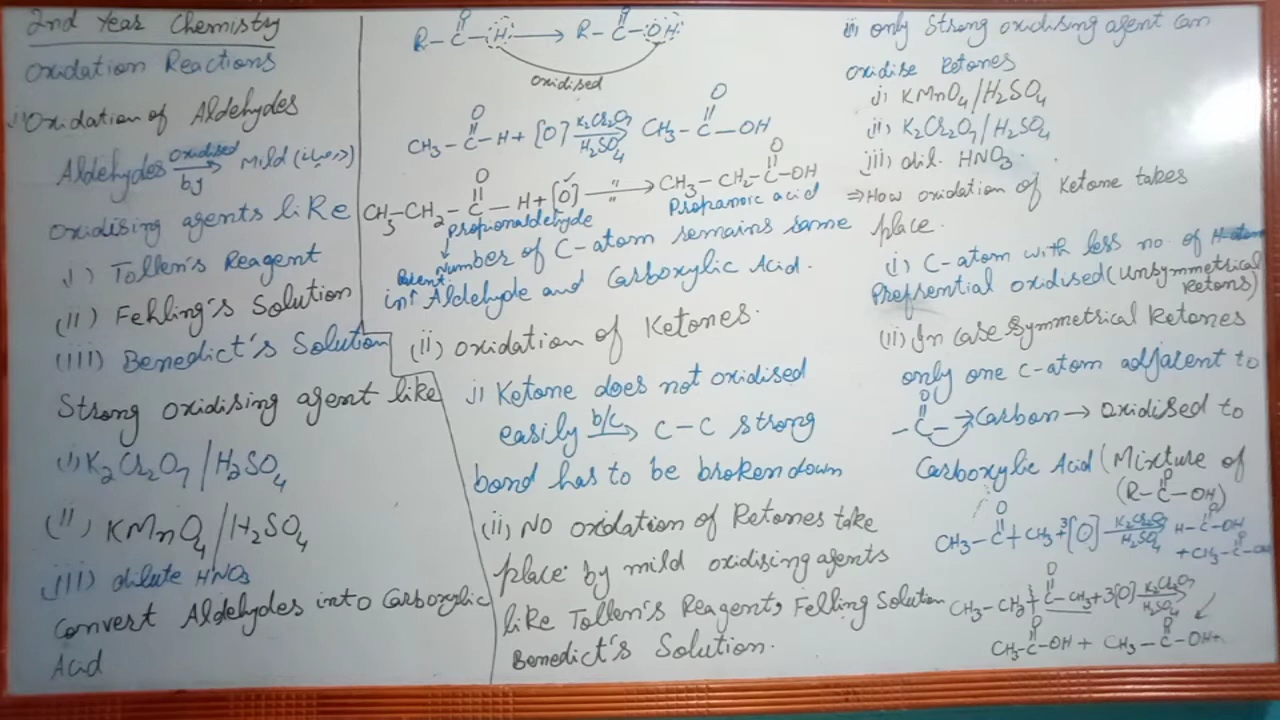 2nd Year Chemistry
Oxidation Reactions
(i) Oxidation of Aldehydes
Aldehydes oxidised by → Mild
Oxidising agents like
(i) Tollen's Reagent
(ii) Fehling's Solution
(iii) Benedict's Solution
Strong oxidising agent like
(i) K₂Cr₂O₇/H₂SO₄
(ii) KMnO₄/H₂SO₄
(iii) dilute HNO₃
Convert Aldehydes into Carboxylic
Acid
R-C(=O)-H → R-C(=O)-OH
oxidised
CH₃-C(=O)-H + [O] K₂Cr₂O₇/H₂SO₄ → CH₃-C(=O)-OH
CH₃-CH₂-C(=O)-H + [O] —"→ CH₃-CH₂-C(=O)-OH
propionaldehyde Propanoic acid
Number of C-atom remains same
in Parent Aldehyde and Carboxylic Acid.
(ii) Oxidation of Ketones.
i) Ketone does not oxidised
easily b/c → C-C strong
bond has to be broken down
(ii) NO oxidation of Ketones take
place by mild oxidising agents
like Tollen's Reagent, Felling Solution
Benedict's Solution.
iii) only Strong oxidising agent can
oxidise Ketones
i) KMnO₄/H₂SO₄
ii) K₂Cr₂O₇/H₂SO₄
iii) dil. HNO₃.
⇒ How oxidation of Ketone takes
place.
(i) C-atom with less no. of H-atom
Prefrential oxidised (Unsymmetrical
Ketons)
(ii) In case Symmetrical Ketones
only one C-atom adjacent to
-C(=O)- → Carbon → oxidised to
Carboxylic Acid (Mixture of
(R-C(=O)-OH)
CH₃-C(=O)+CH₃+3[O] K₂Cr₂O₇/H₂SO₄ → H-C(=O)-OH
+CH₃-C(=O)-OH
CH₃-CH₂+C(=O)-CH₃+3[O] K₂Cr₂O₇/H₂SO₄ →
CH₃-C(=O)-OH + CH₃-C(=O)-OH